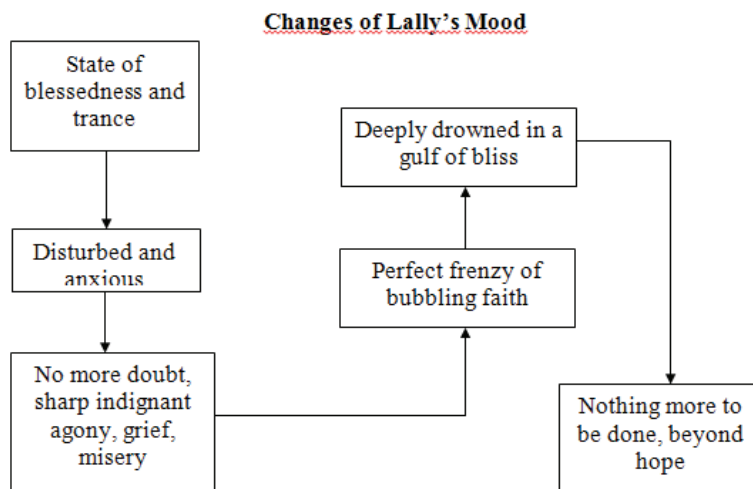 Changes of Lally's Mood
State of
blessedness and
trance
Disturbed and
anxious
No more doubt,
sharp indignant
agony, grief,
misery
Perfect frenzy of
bubbling faith
Deeply drowned in a
gulf of bliss
Nothing more to
be done, beyond
hope